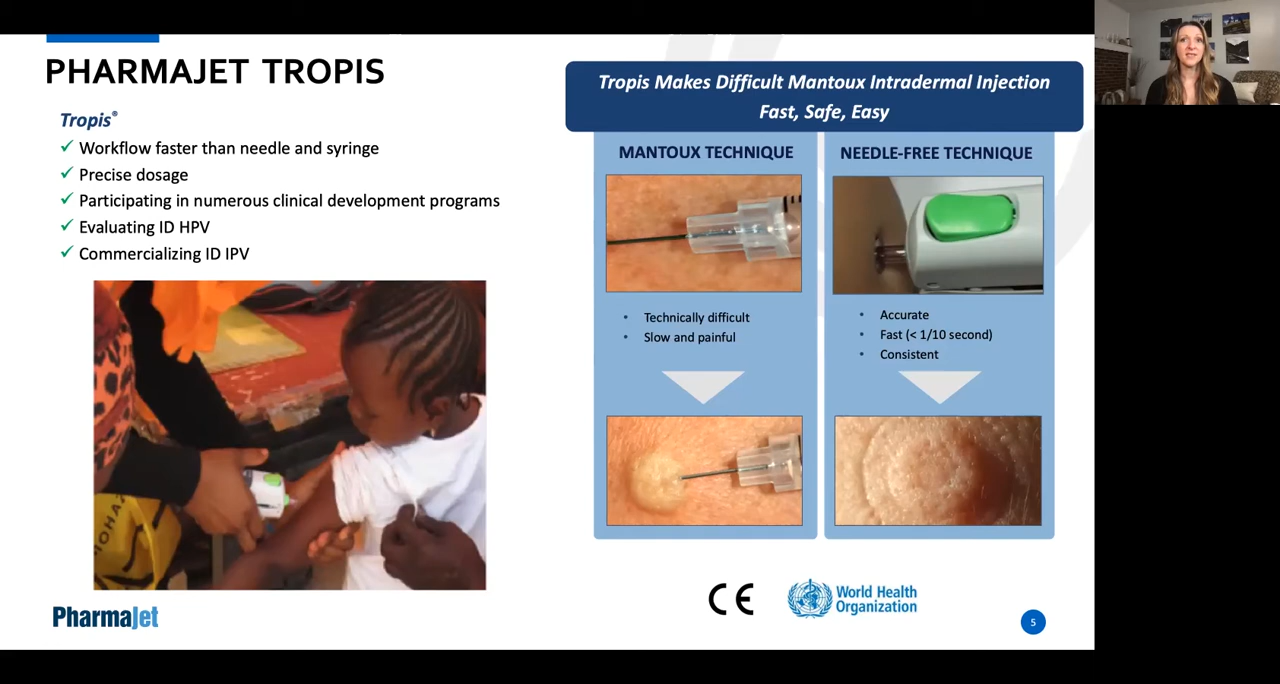 PHARMAJET TROPIS
Tropis®
✓ Workflow faster than needle and syringe
✓ Precise dosage
✓ Participating in numerous clinical development programs
✓ Evaluating ID HPV
✓ Commercializing ID IPV
BIOHAZ
PharmaJet
Tropis Makes Difficult Mantoux Intradermal Injection
Fast, Safe, Easy
MANTOUX TECHNIQUE
• Technically difficult
• Slow and painful
NEEDLE-FREE TECHNIQUE
• Accurate
• Fast (< 1/10 second)
• Consistent
CE
World Health
Organization
5